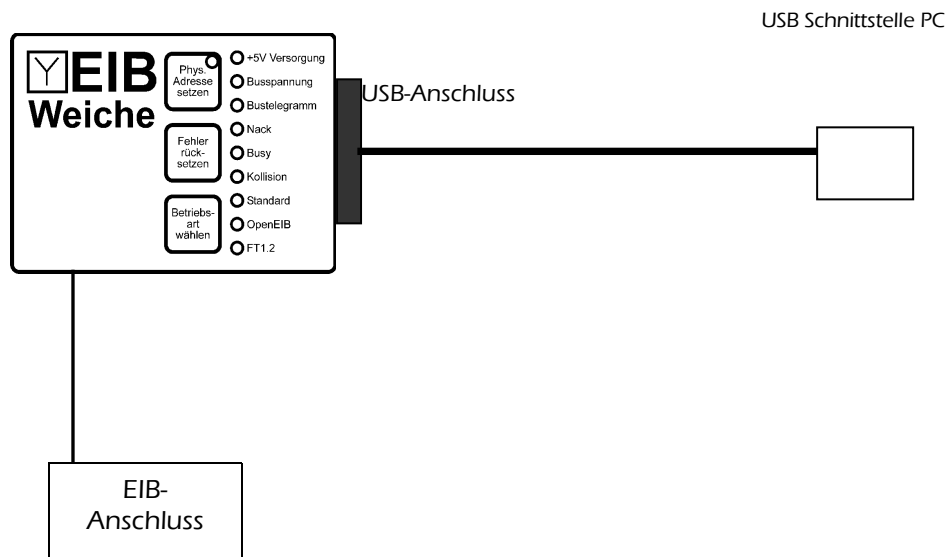 USB Schnittstelle PC
EIB
Weiche
Phys.
Adresse
setzen
Fehler
rück-
setzen
Betriebs-
art
wählen
+5V Versorgung
Busspannung
Bustelegramm
Nack
Busy
Kollision
Standard
OpenEIB
FT1.2
USB-Anschluss
EIB-
Anschluss